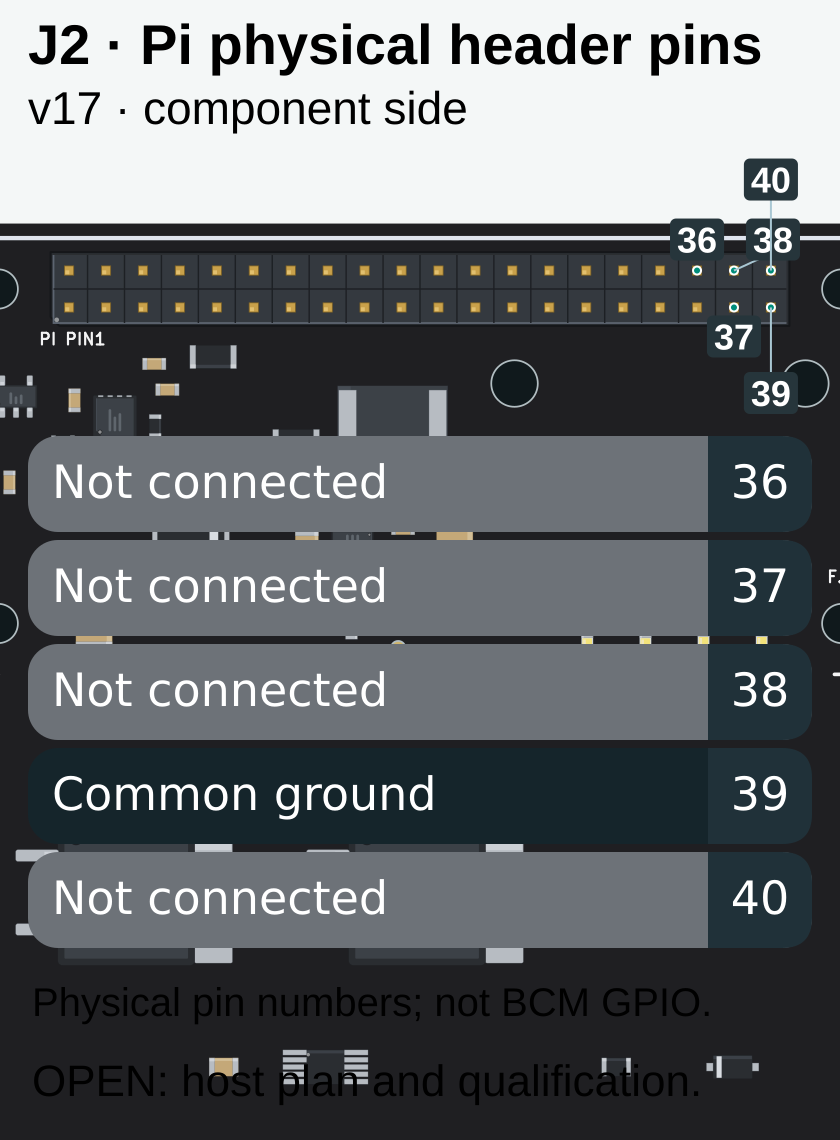 J2 · Pi physical header pins
v17 · component side
40
36 38
PI PIN1
37
39
Not connected 36
Not connected 37
Not connected 38
Common ground 39
Not connected 40
Physical pin numbers; not BCM GPIO.
OPEN: host plan and qualification.